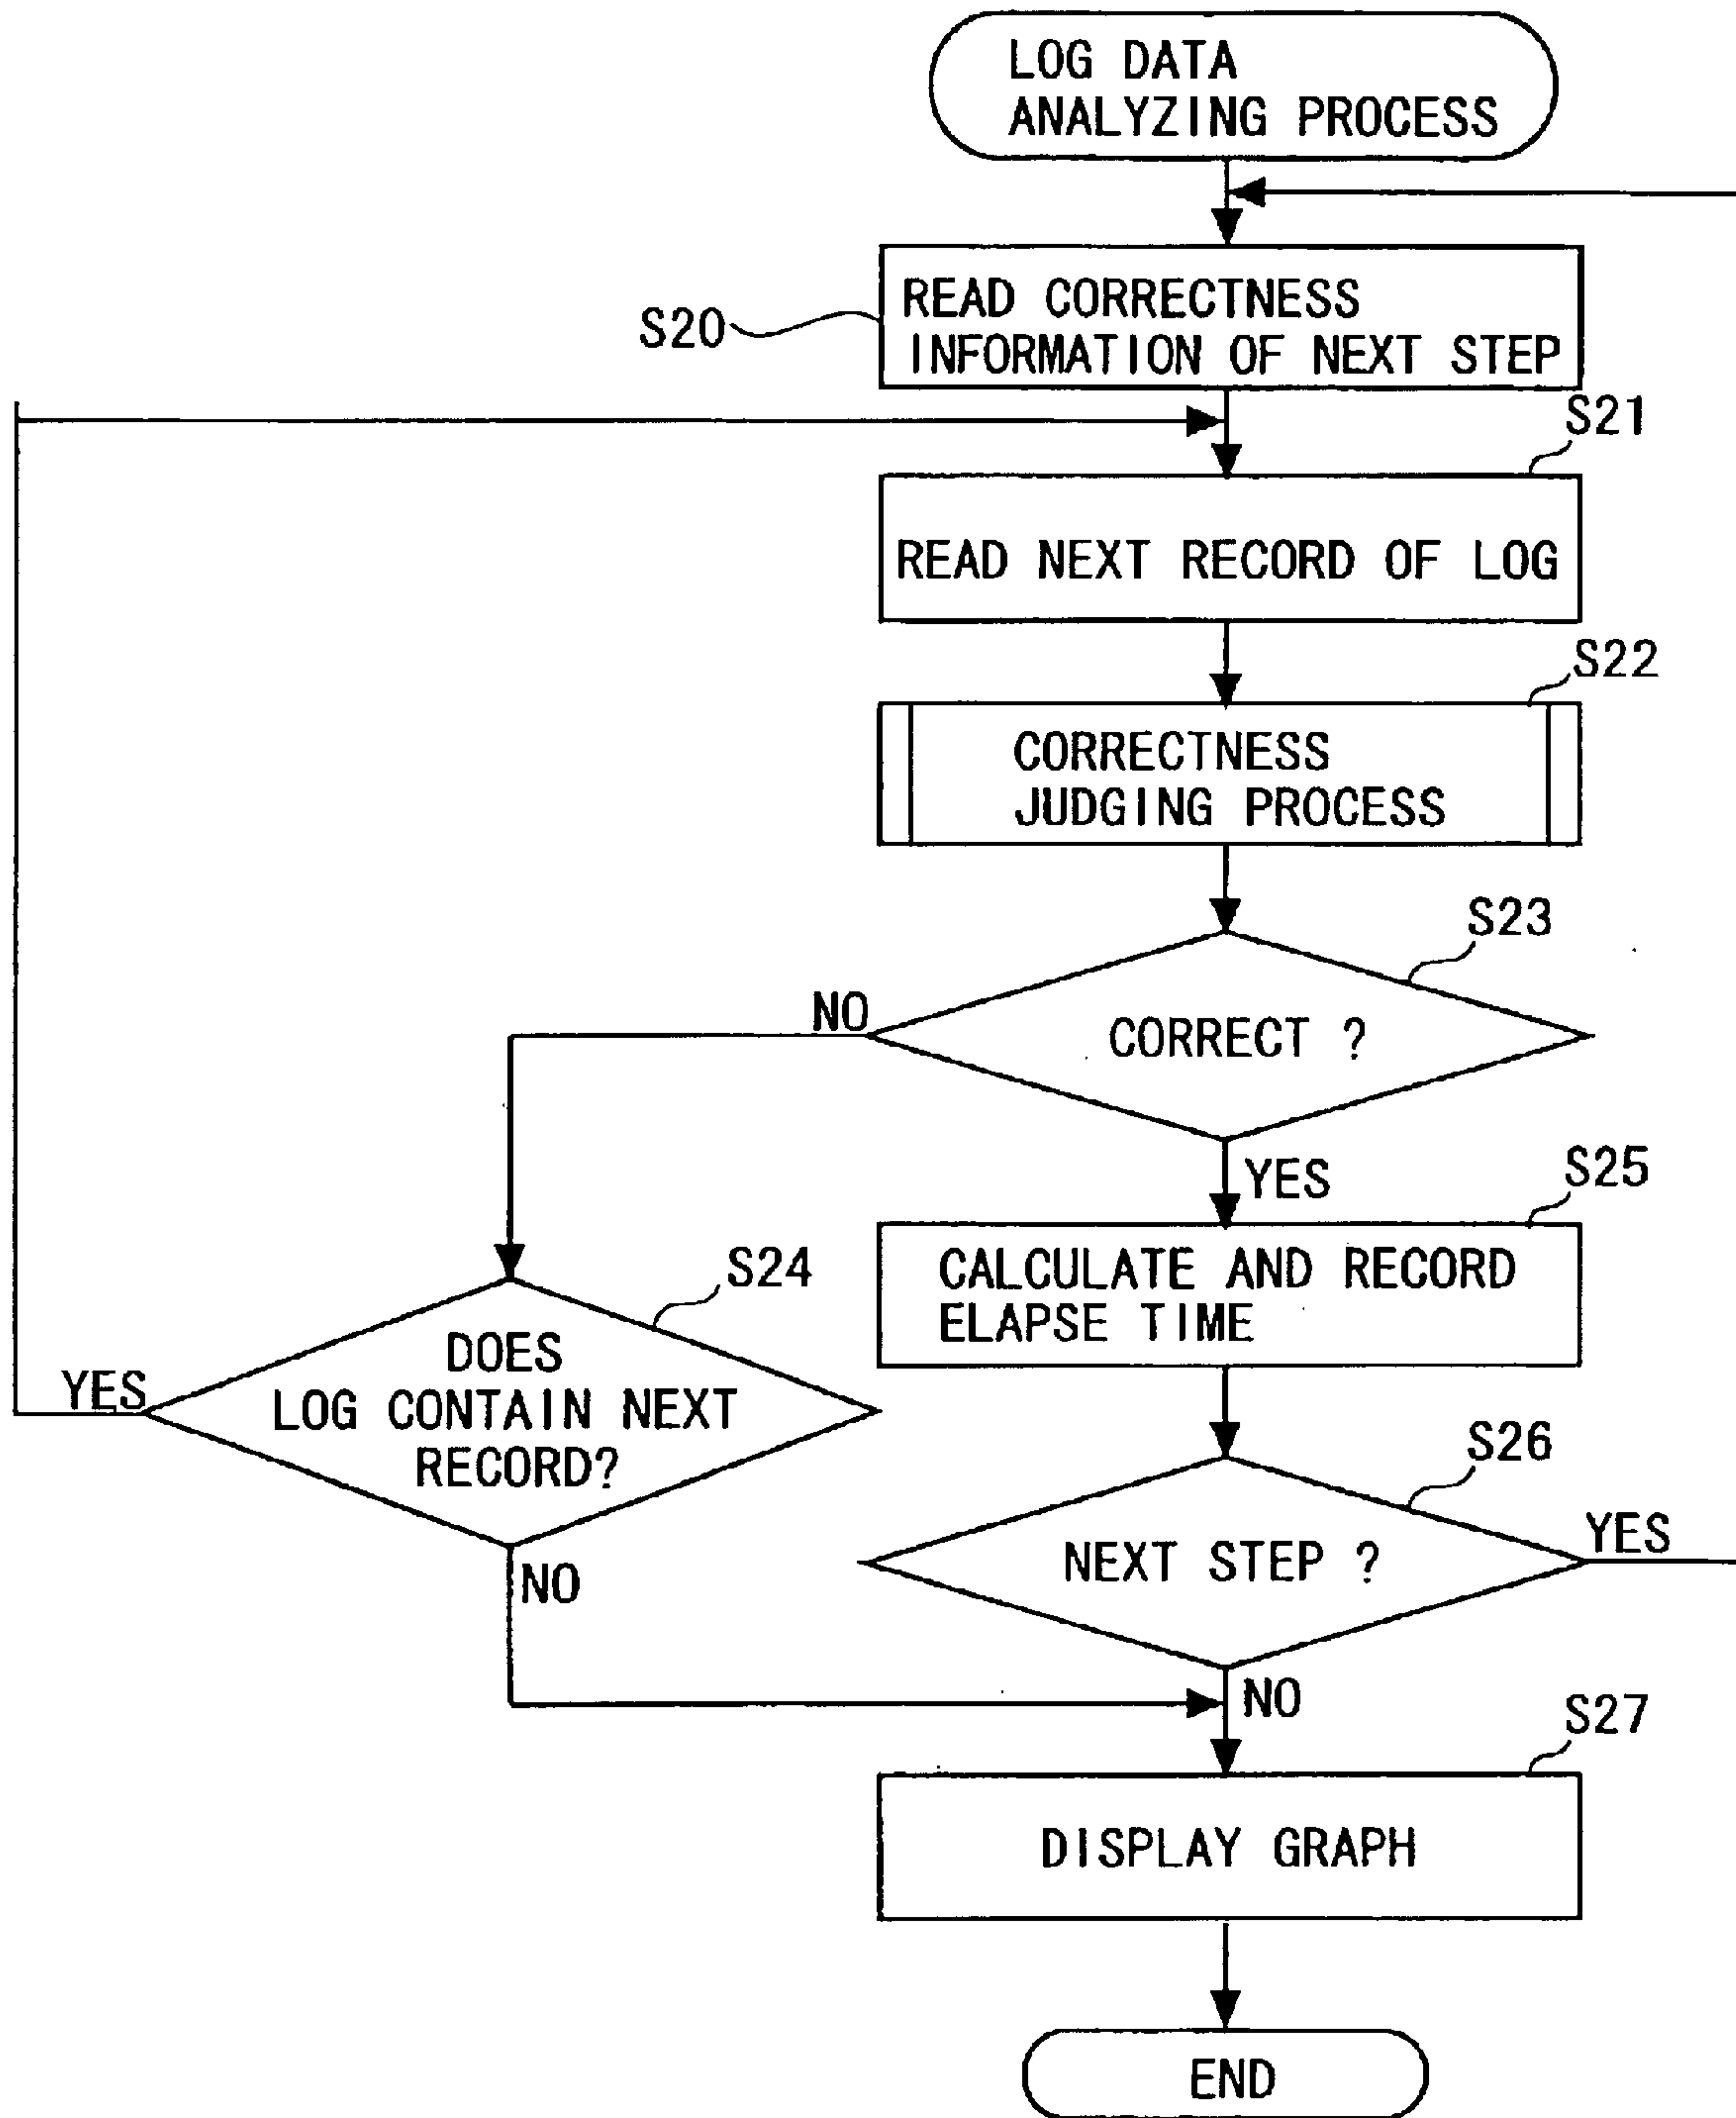 LOG DATA
ANALYZING PROCESS
S20
READ CORRECTNESS
INFORMATION OF NEXT STEP
S21
READ NEXT RECORD OF LOG
S22
CORRECTNESS
JUDGING PROCESS
S23
NO
CORRECT ?
YES
S25
CALCULATE AND RECORD
ELAPSE TIME
S24
YES
DOES
LOG CONTAIN NEXT
RECORD?
NO
S26
NEXT STEP ?
YES
NO
S27
DISPLAY GRAPH
END